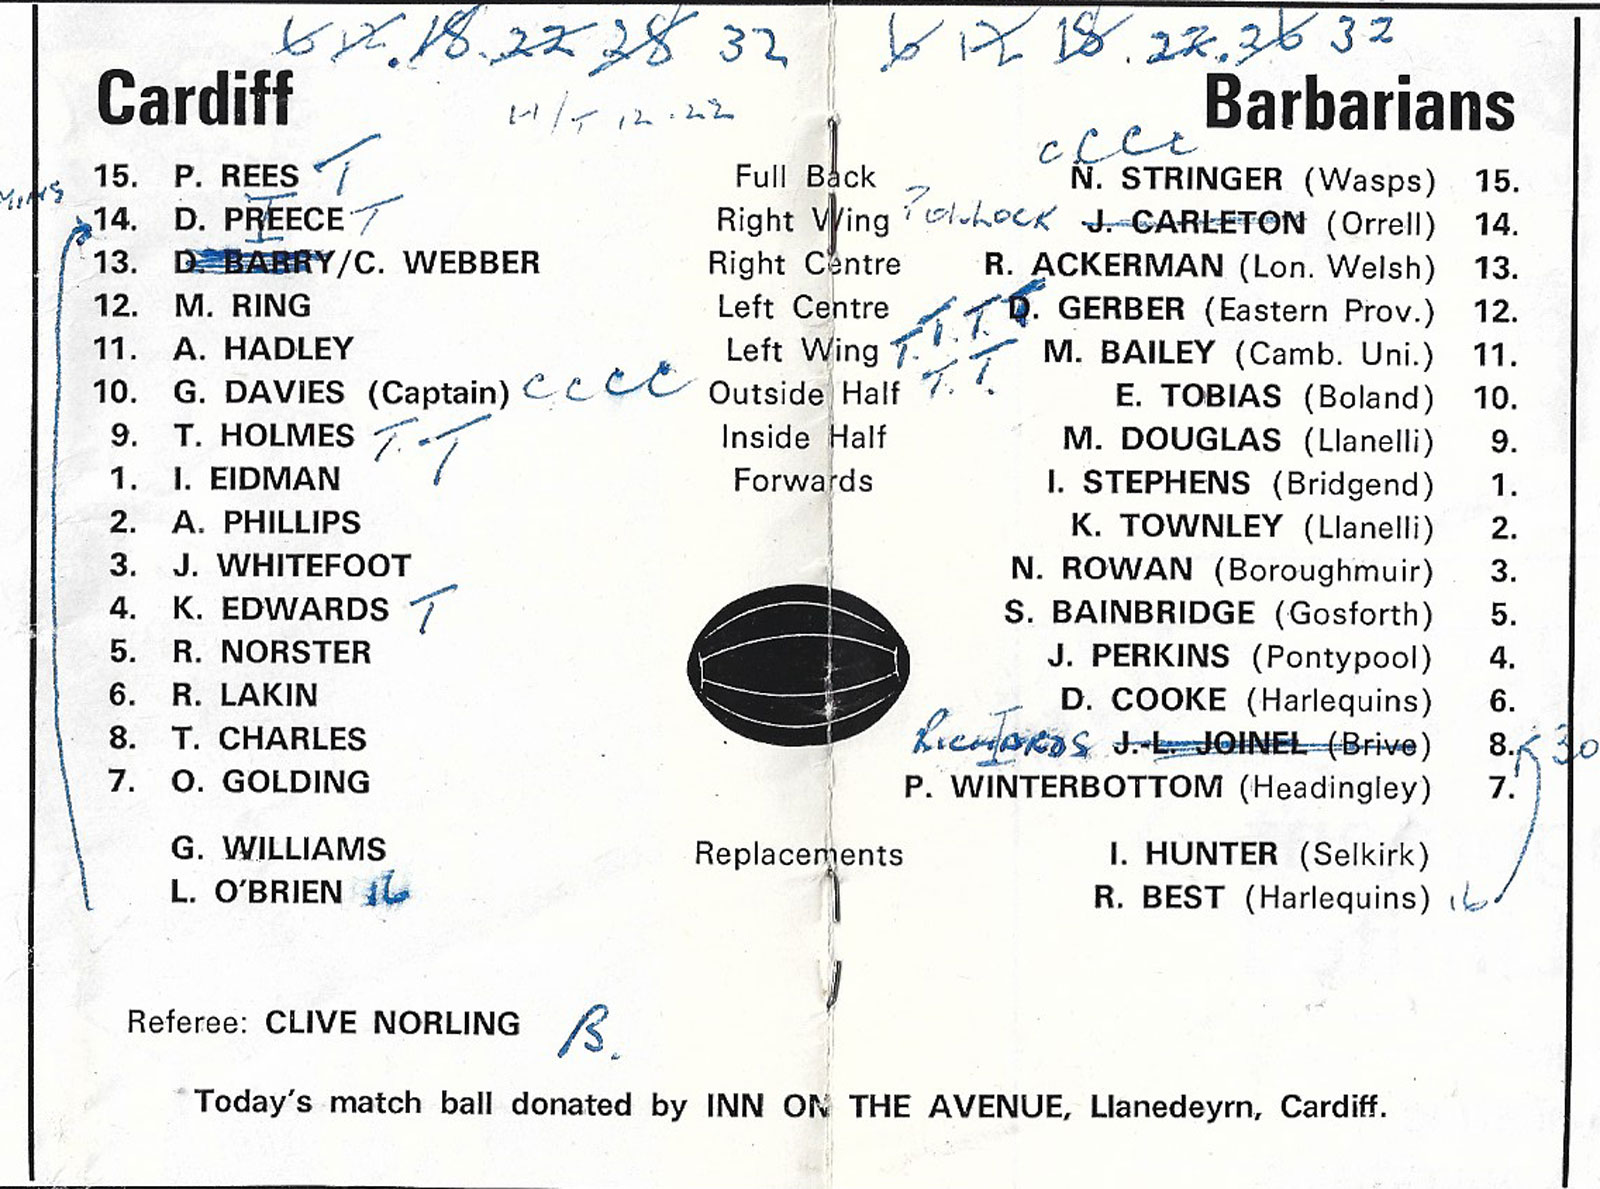 6 12 . 18 . 22 28 32 6 12 18 . 22 . 26 32
Cardiff Barbarians
H/T 12 - 22
C C C C
15. P. REES T Full Back N. STRINGER (Wasps) 15.
MINS
14. D. PREECE T Right Wing POLLOCK J. CARLETON (Orrell) 14.
13. D. BARRY/C. WEBBER Right Centre R. ACKERMAN (Lon. Welsh) 13.
12. M. RING Left Centre T. T. T D. GERBER (Eastern Prov.) 12.
11. A. HADLEY Left Wing T. T. T. M. BAILEY (Camb. Uni.) 11.
10. G. DAVIES (Captain) C C C C Outside Half E. TOBIAS (Boland) 10.
9. T. HOLMES T. T Inside Half M. DOUGLAS (Llanelli) 9.
1. I. EIDMAN Forwards I. STEPHENS (Bridgend) 1.
2. A. PHILLIPS K. TOWNLEY (Llanelli) 2.
3. J. WHITEFOOT N. ROWAN (Boroughmuir) 3.
4. K. EDWARDS T S. BAINBRIDGE (Gosforth) 5.
5. R. NORSTER J. PERKINS (Pontypool) 4.
6. R. LAKIN D. COOKE (Harlequins) 6.
8. T. CHARLES RICHARDS J.-L. JOINEL (Brive) 8. 30
7. O. GOLDING P. WINTERBOTTOM (Headingley) 7.
G. WILLIAMS Replacements I. HUNTER (Selkirk)
L. O'BRIEN 16 R. BEST (Harlequins) 16
Referee: CLIVE NORLING B.
Today's match ball donated by INN ON THE AVENUE, Llanedeyrn, Cardiff.